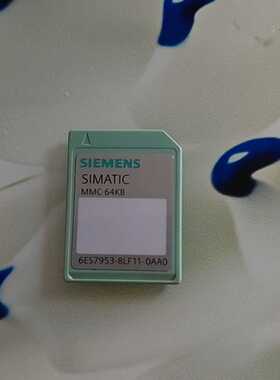 SIEMENS
SIMATIC
MMC 64KB
6ES7953-8LF11-0AA0